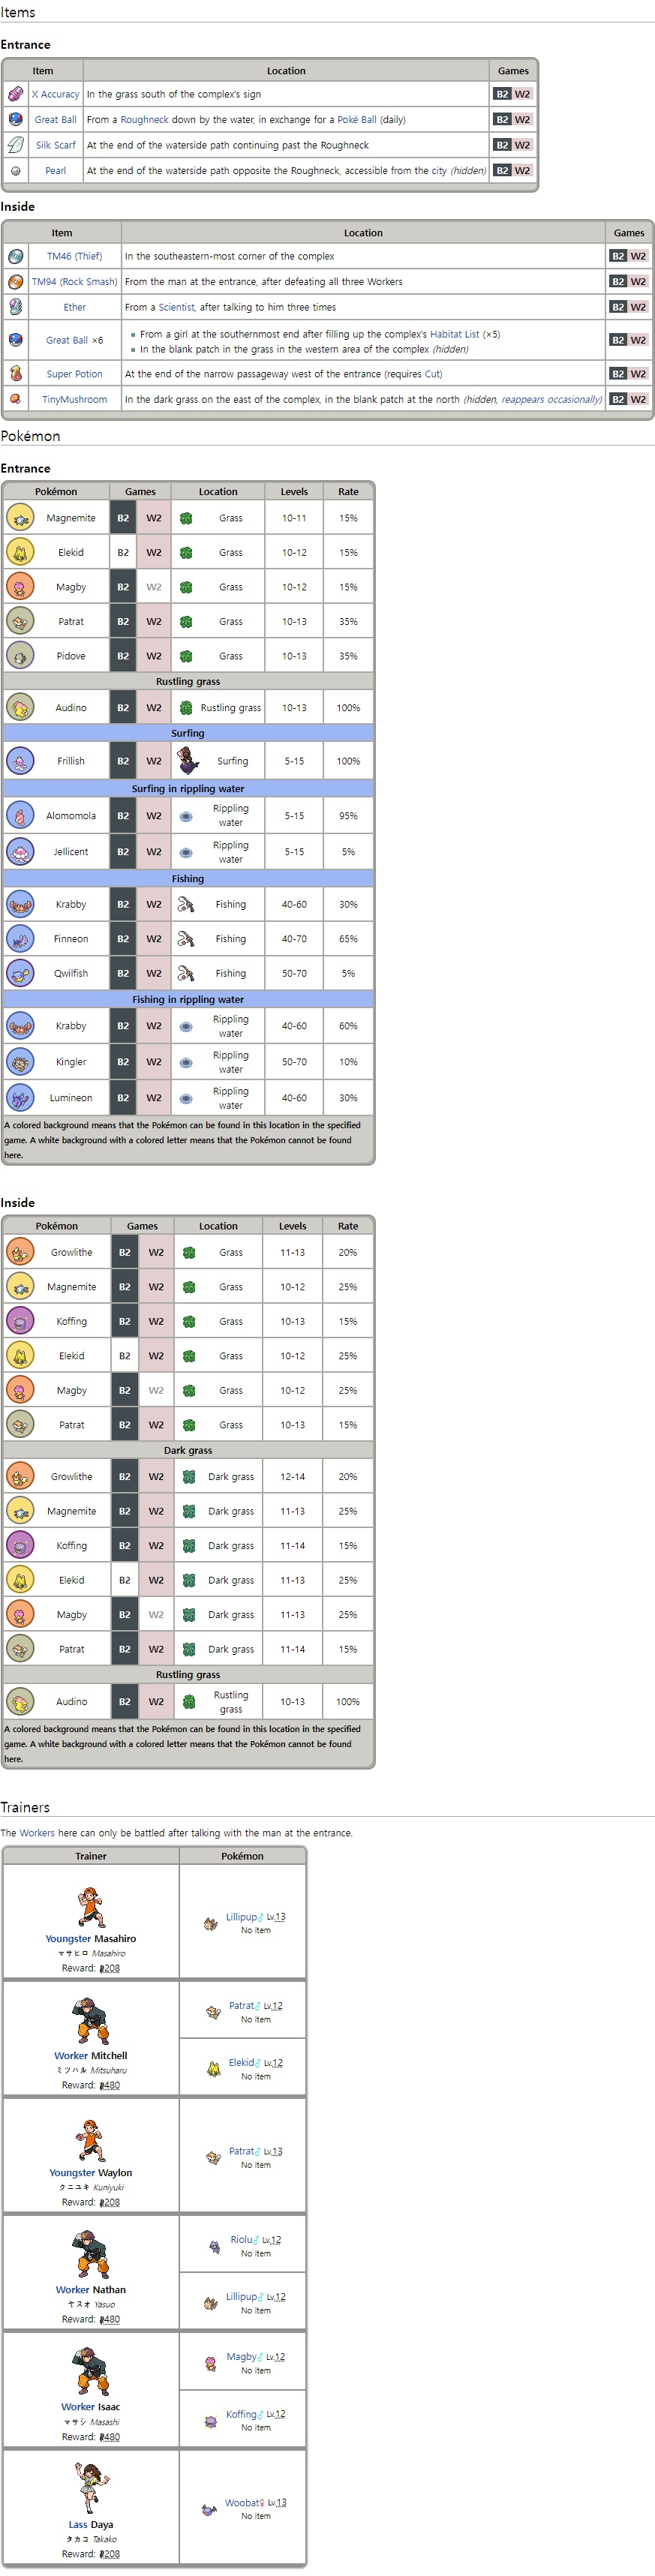 Items
Entrance
Item Location Games
X Accuracy In the grass south of the complex's sign B2 W2
Great Ball From a Roughneck down by the water, in exchange for a Poké Ball (daily) B2 W2
Silk Scarf At the end of the waterside path continuing past the Roughneck B2 W2
Pearl At the end of the waterside path opposite the Roughneck, accessible from the city (hidden) B2 W2
Inside
Item Location Games
TM46 (Thief) In the southeastern-most corner of the complex B2 W2
TM94 (Rock Smash) From the man at the entrance, after defeating all three Workers B2 W2
Ether From a Scientist, after talking to him three times B2 W2
Great Ball ×6 B2 W2
From a girl at the southernmost end after filling up the complex's Habitat List (×5)
In the blank patch in the grass in the western area of the complex (hidden)
Super Potion At the end of the narrow passageway west of the entrance (requires Cut) B2 W2
TinyMushroom In the dark grass on the east of the complex, in the blank patch at the north (hidden, reappears occasionally) B2 W2
Pokémon
Entrance
Pokémon Games Location Levels Rate
Magnemite B2 W2 Grass 10-11 15%
Elekid B2 W2 Grass 10-12 15%
Magby B2 W2 Grass 10-12 15%
Patrat B2 W2 Grass 10-13 35%
Pidove B2 W2 Grass 10-13 35%
Rustling grass
Audino B2 W2 Rustling grass 10-13 100%
Surfing
Frillish B2 W2 Surfing 5-15 100%
Surfing in rippling water
Alomomola B2 W2 Rippling water 5-15 95%
Jellicent B2 W2 Rippling water 5-15 5%
Fishing
Krabby B2 W2 Fishing 40-60 30%
Finneon B2 W2 Fishing 40-70 65%
Qwilfish B2 W2 Fishing 50-70 5%
Fishing in rippling water
Krabby B2 W2 Rippling water 40-60 60%
Kingler B2 W2 Rippling water 50-70 10%
Lumineon B2 W2 Rippling water 40-60 30%
A colored background means that the Pokémon can be found in this location in the specified
game. A white background with a colored letter means that the Pokémon cannot be found
here.
Inside
Pokémon Games Location Levels Rate
Growlithe B2 W2 Grass 11-13 20%
Magnemite B2 W2 Grass 10-12 25%
Koffing B2 W2 Grass 10-13 15%
Elekid B2 W2 Grass 10-12 25%
Magby B2 W2 Grass 10-12 25%
Patrat B2 W2 Grass 10-13 15%
Dark grass
Growlithe B2 W2 Dark grass 12-14 20%
Magnemite B2 W2 Dark grass 11-13 25%
Koffing B2 W2 Dark grass 11-14 15%
Elekid B2 W2 Dark grass 11-13 25%
Magby B2 W2 Dark grass 11-13 25%
Patrat B2 W2 Dark grass 11-14 15%
Rustling grass
Audino B2 W2 Rustling grass 10-13 100%
A colored background means that the Pokémon can be found in this location in the specified
game. A white background with a colored letter means that the Pokémon cannot be found
here.
Trainers
The Workers here can only be battled after talking with the man at the entrance.
Trainer Pokémon
Youngster Masahiro
マサヒロ Masahiro
Reward: 208
Lillipup♂ Lv.13
No item
Worker Mitchell
ミツハル Mitsuharu
Reward: 480
Patrat♂ Lv.12
No item
Elekid♂ Lv.12
No item
Youngster Waylon
クニユキ Kuniyuki
Reward: 208
Patrat♂ Lv.13
No item
Worker Nathan
ヤスオ Yasuo
Reward: 480
Riolu♂ Lv.12
No item
Lillipup♂ Lv.12
No item
Worker Isaac
マサシ Masashi
Reward: 480
Magby♂ Lv.12
No item
Koffing♂ Lv.12
No item
Lass Daya
タカコ Takako
Reward: 208
Woobat♀ Lv.13
No item